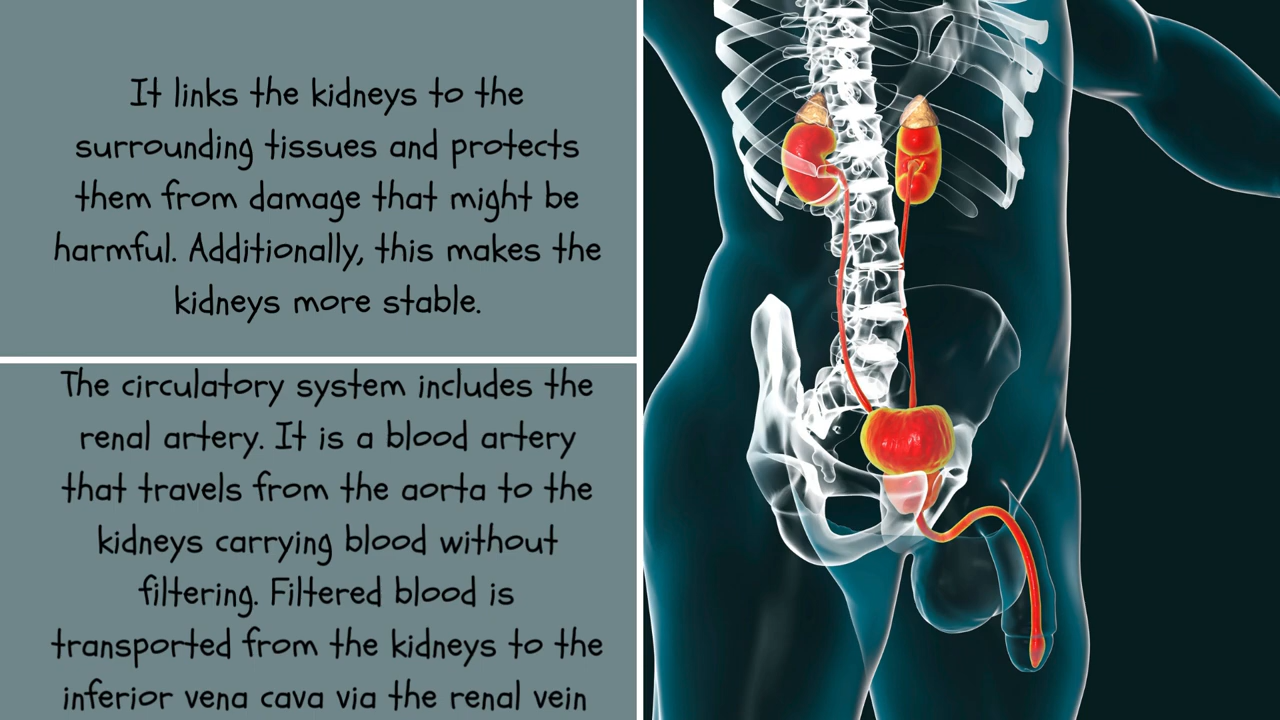 It links the kidneys to the
surrounding tissues and protects
them from damage that might be
harmful. Additionally, this makes the
kidneys more stable.
The circulatory system includes the
renal artery. It is a blood artery
that travels from the aorta to the
kidneys carrying blood without
filtering. Filtered blood is
transported from the kidneys to the
inferior vena cava via the renal vein